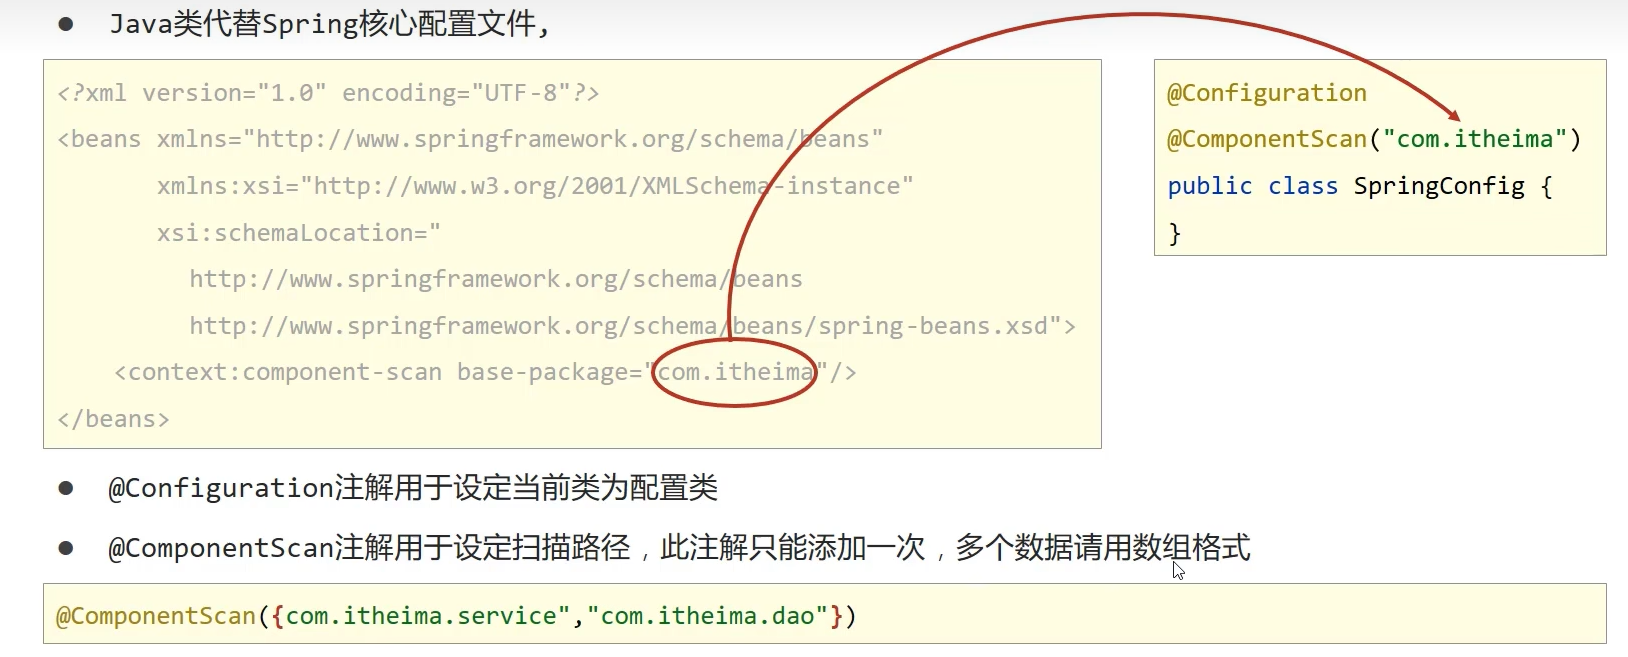 ● Java类代替Spring核心配置文件,
<?xml version="1.0" encoding="UTF-8"?>
<beans xmlns="http://www.springframework.org/schema/beans"
xmlns:xsi="http://www.w3.org/2001/XMLSchema-instance"
xsi:schemaLocation="
http://www.springframework.org/schema/beans
http://www.springframework.org/schema/beans/spring-beans.xsd">
<context:component-scan base-package="com.itheima"/>
</beans>
@Configuration
@ComponentScan("com.itheima")
public class SpringConfig {
}
● @Configuration注解用于设定当前类为配置类
● @ComponentScan注解用于设定扫描路径，此注解只能添加一次，多个数据请用数组格式
@ComponentScan({com.itheima.service","com.itheima.dao"})